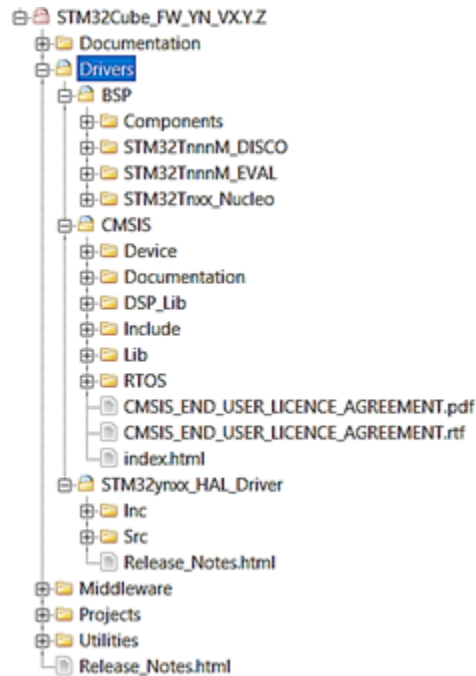 STM32Cube_FW_YN_VX.Y.Z
Documentation
Drivers
BSP
Components
STM32TnnnM_DISCO
STM32TnnnM_EVAL
STM32Tnxx_Nucleo
CMSIS
Device
Documentation
DSP_Lib
Include
Lib
RTOS
CMSIS_END_USER_LICENCE_AGREEMENT.pdf
CMSIS_END_USER_LICENCE_AGREEMENT.rtf
index.html
STM32ynxx_HAL_Driver
Inc
Src
Release_Notes.html
Middleware
Projects
Utilities
Release_Notes.html